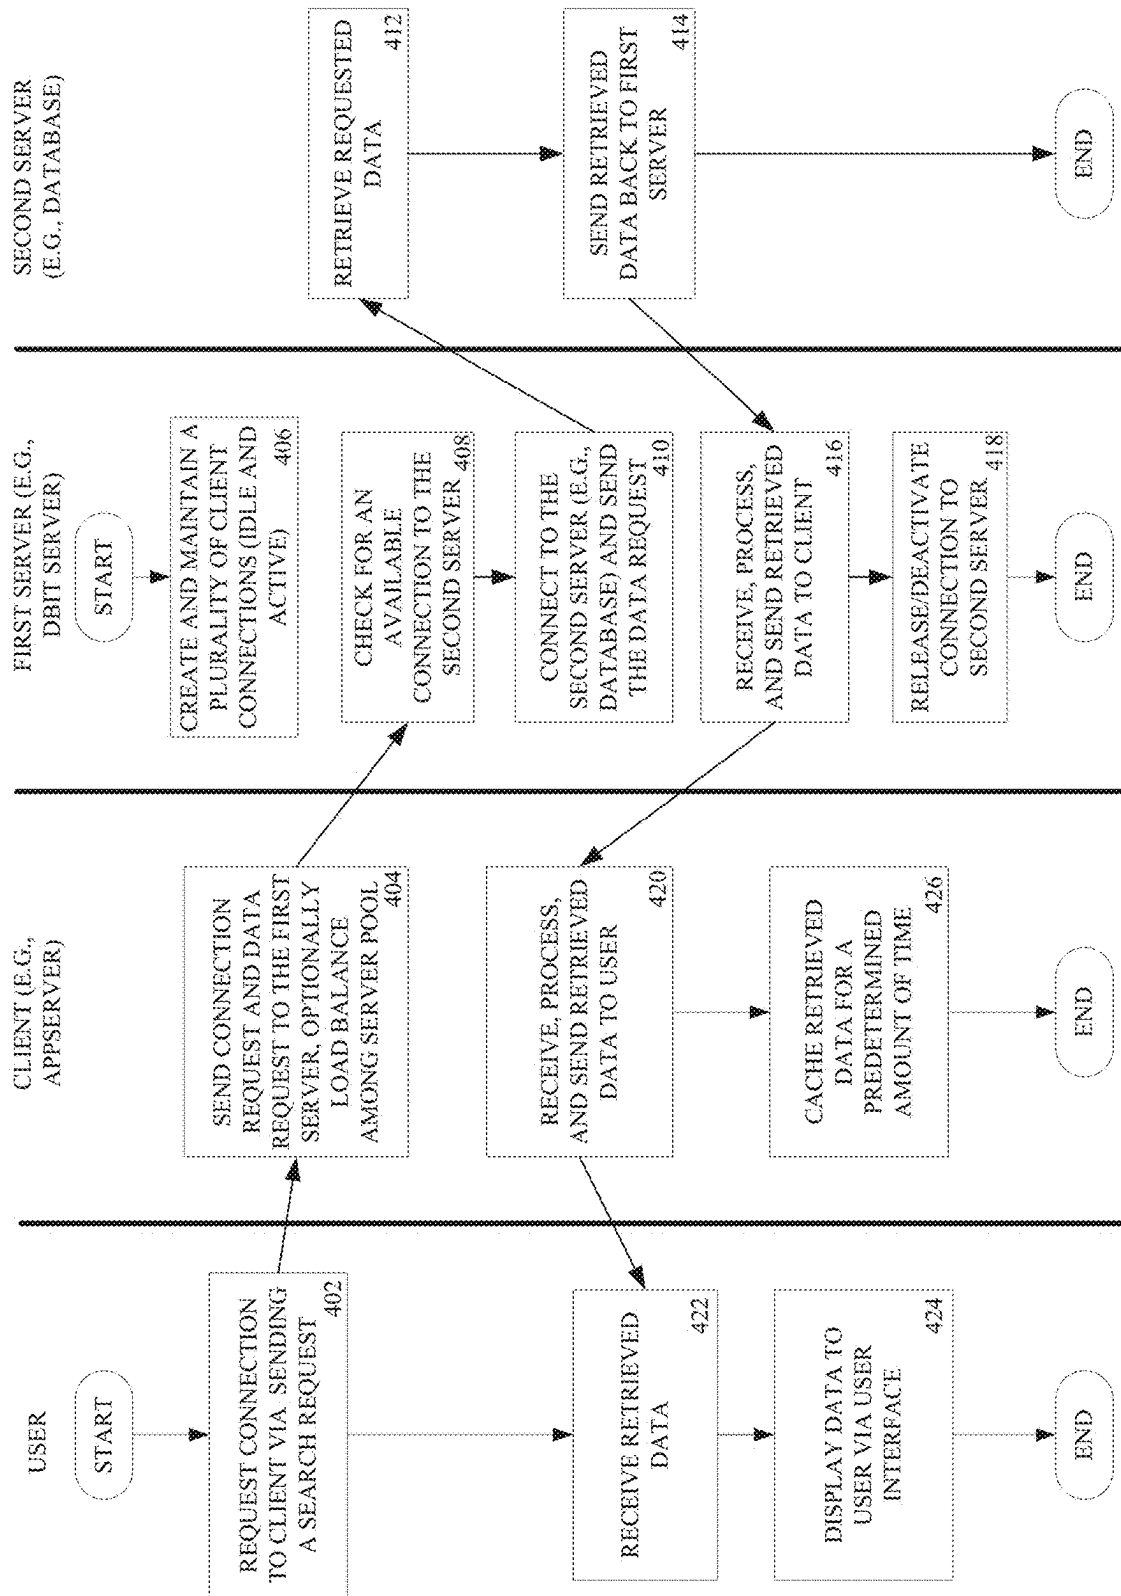 USER
START
REQUEST CONNECTION
TO CLIENT VIA SENDING
A SEARCH REQUEST
402
RECEIVE RETRIEVED
DATA
422
DISPLAY DATA TO
USER VIA USER
INTERFACE
424
END
CLIENT (E.G.,
APPSERVER)
SEND CONNECTION
REQUEST AND DATA
REQUEST TO THE FIRST
SERVER, OPTIONALLY
LOAD BALANCE
AMONG SERVER POOL
404
RECEIVE, PROCESS,
AND SEND RETRIEVED
DATA TO USER
420
CACHE RETRIEVED
DATA FOR A
PREDETERMINED
AMOUNT OF TIME
426
END
FIRST SERVER (E.G.,
DBIT SERVER)
START
CREATE AND MAINTAIN A
PLURALITY OF CLIENT
CONNECTIONS (IDLE AND
ACTIVE)
406
CHECK FOR AN
AVAILABLE
CONNECTION TO THE
SECOND SERVER
408
CONNECT TO THE
SECOND SERVER (E.G.,
DATABASE) AND SEND
THE DATA REQUEST
410
RECEIVE, PROCESS,
AND SEND RETRIEVED
DATA TO CLIENT
416
RELEASE/DEACTIVATE
CONNECTION TO
SECOND SERVER
418
END
SECOND SERVER
(E.G., DATABASE)
RETRIEVE REQUESTED
DATA
412
SEND RETRIEVED
DATA BACK TO FIRST
SERVER
414
END